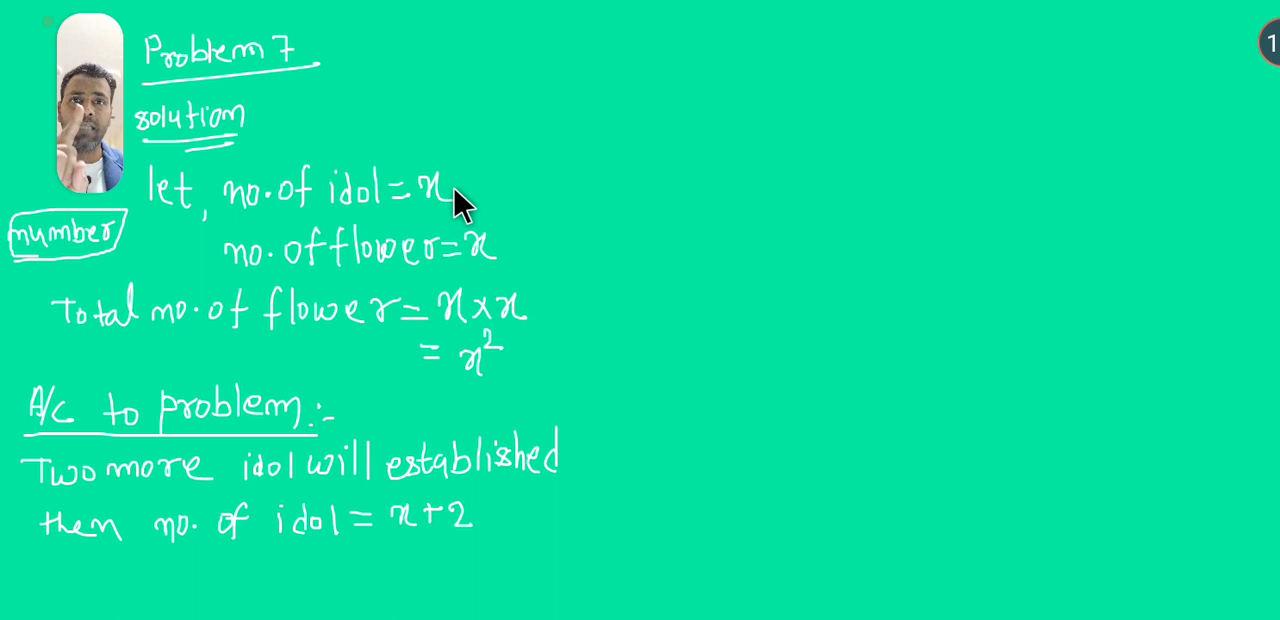 Problem 7
solution
let, no. of idol = x
number
no. of flower = x
Total no. of flower = x × x
= x²
A/C to problem :-
Two more idol will established
then no. of idol = x + 2
1